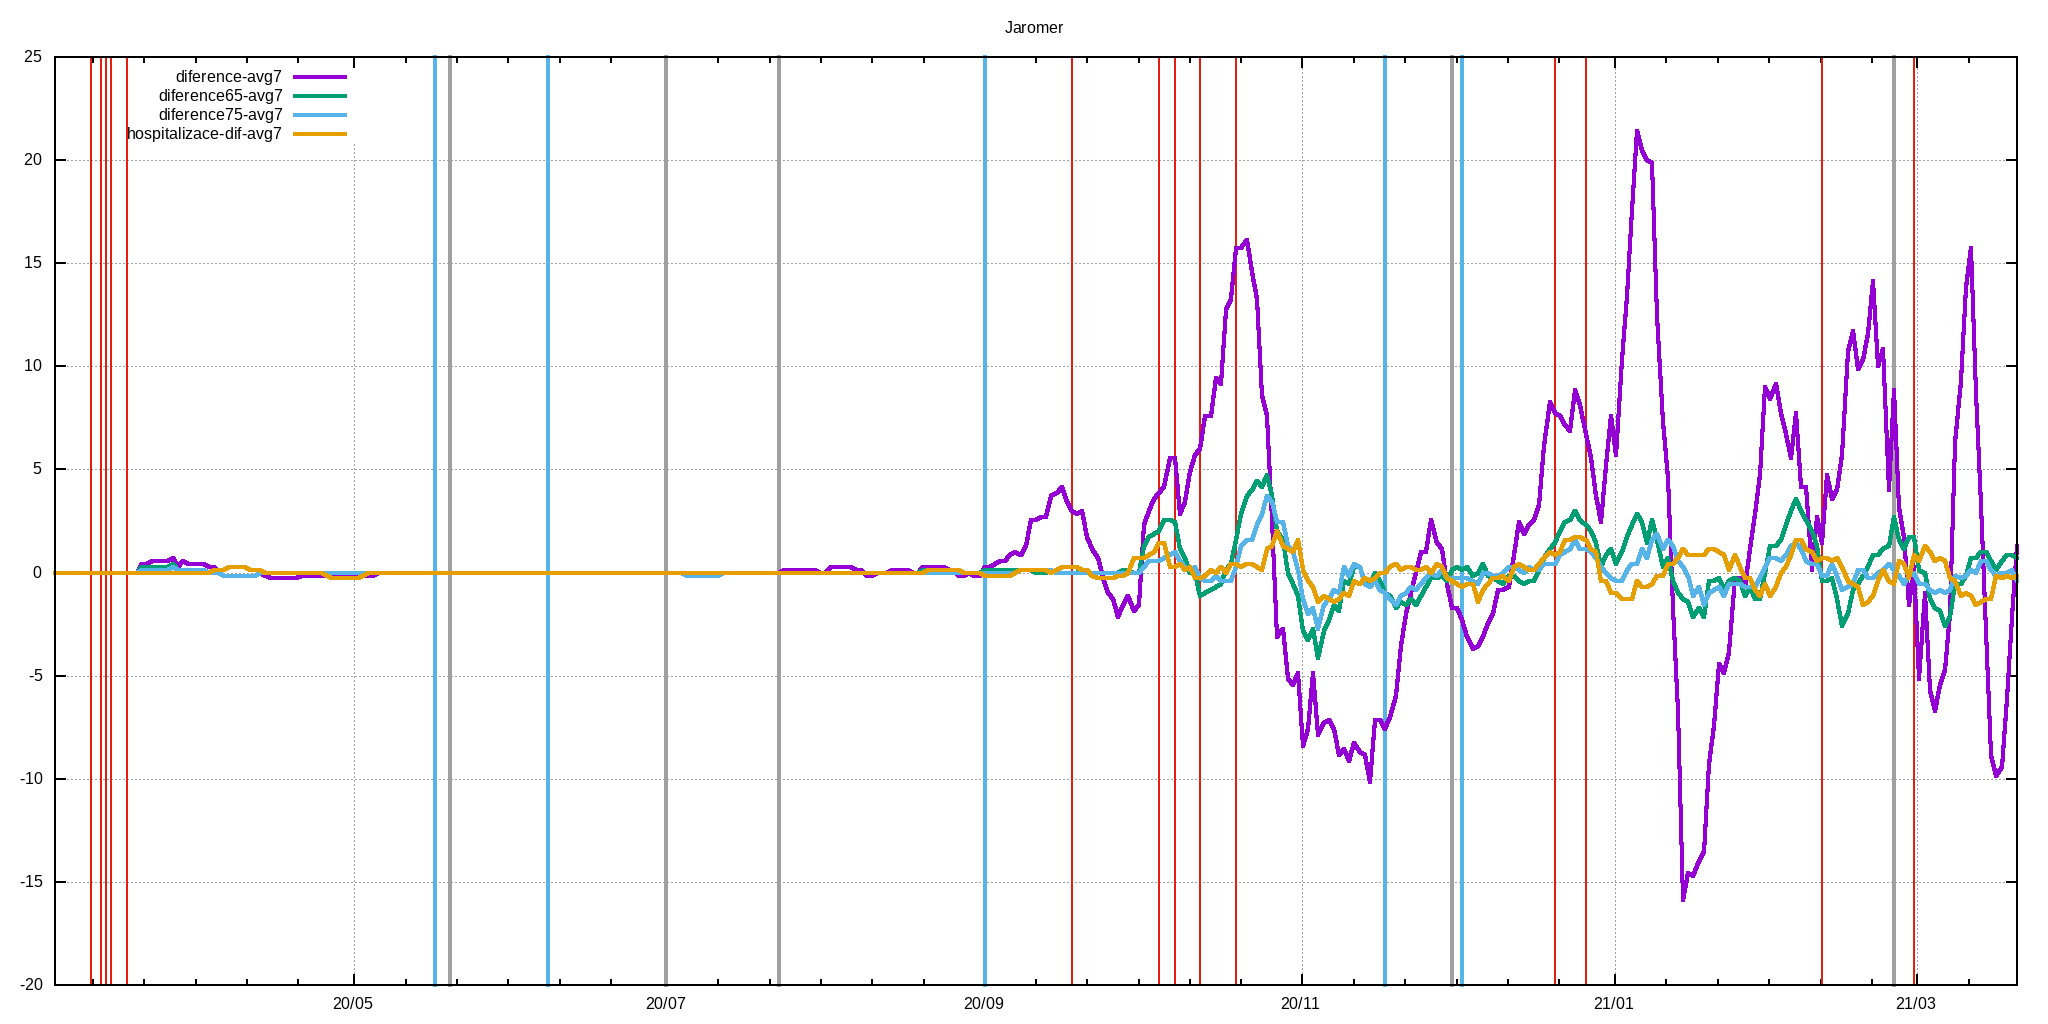 Jaromer
25
diference-avg7
diference65-avg7
diference75-avg7
hospitalizace-dif-avg7
20
15
10
5
0
-5
-10
-15
-20
20/05 20/07 20/09 20/11 21/01 21/03